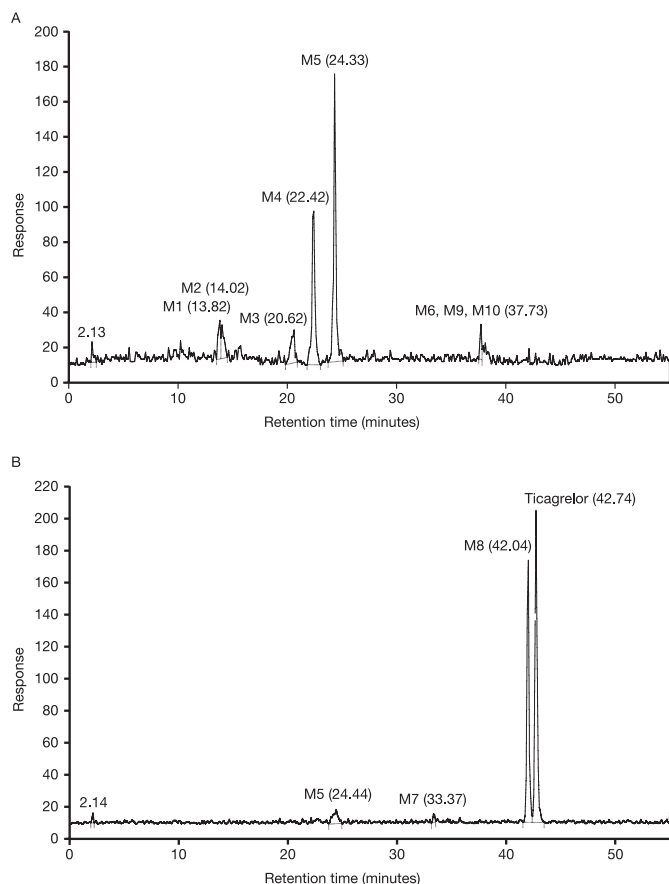 A
200
180
160
140
120
100
80
60
40
20
0
Response
M5 (24.33)
M4 (22.42)
M2 (14.02)
M1 (13.82)
M3 (20.62)
M6, M9, M10 (37.73)
2.13
0 10 20 30 40 50
Retention time (minutes)
B
220
200
180
160
140
120
100
80
60
40
20
0
Response
Ticagrelor (42.74)
M8 (42.04)
M5 (24.44)
M7 (33.37)
2.14
0 10 20 30 40 50
Retention time (minutes)